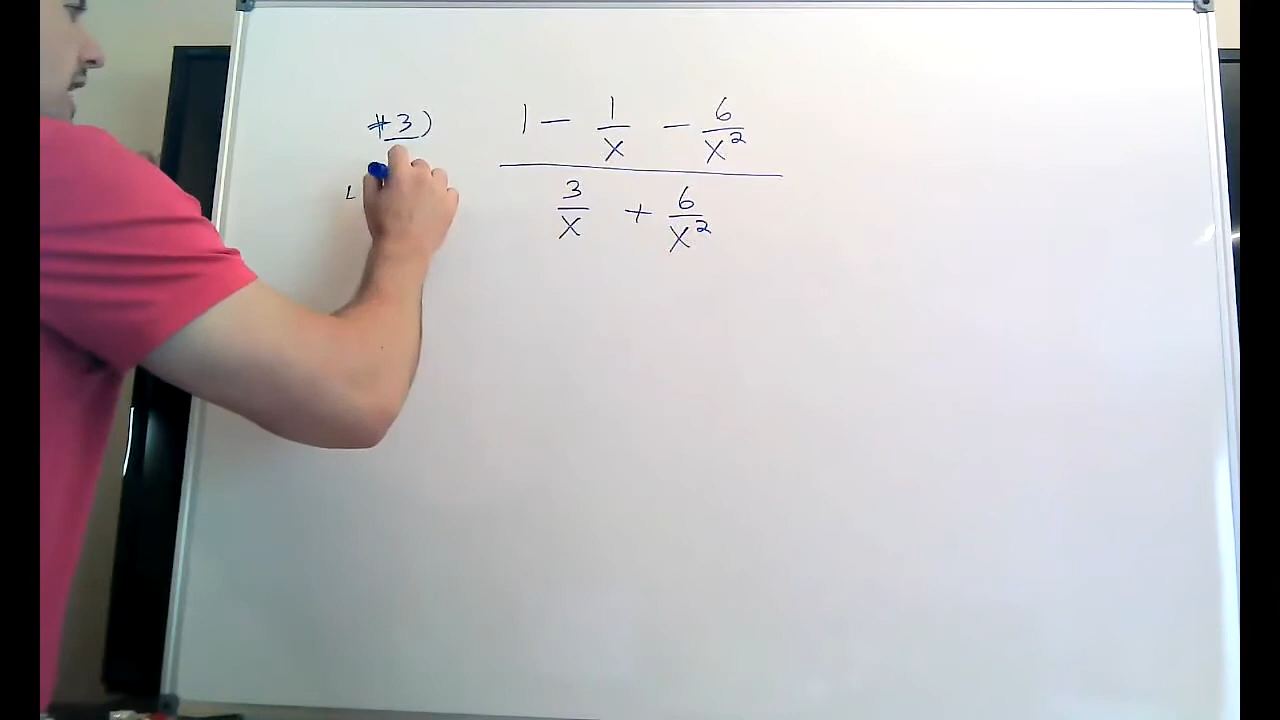 #3)
1 - 1/x - 6/x²
3/x + 6/x²
L